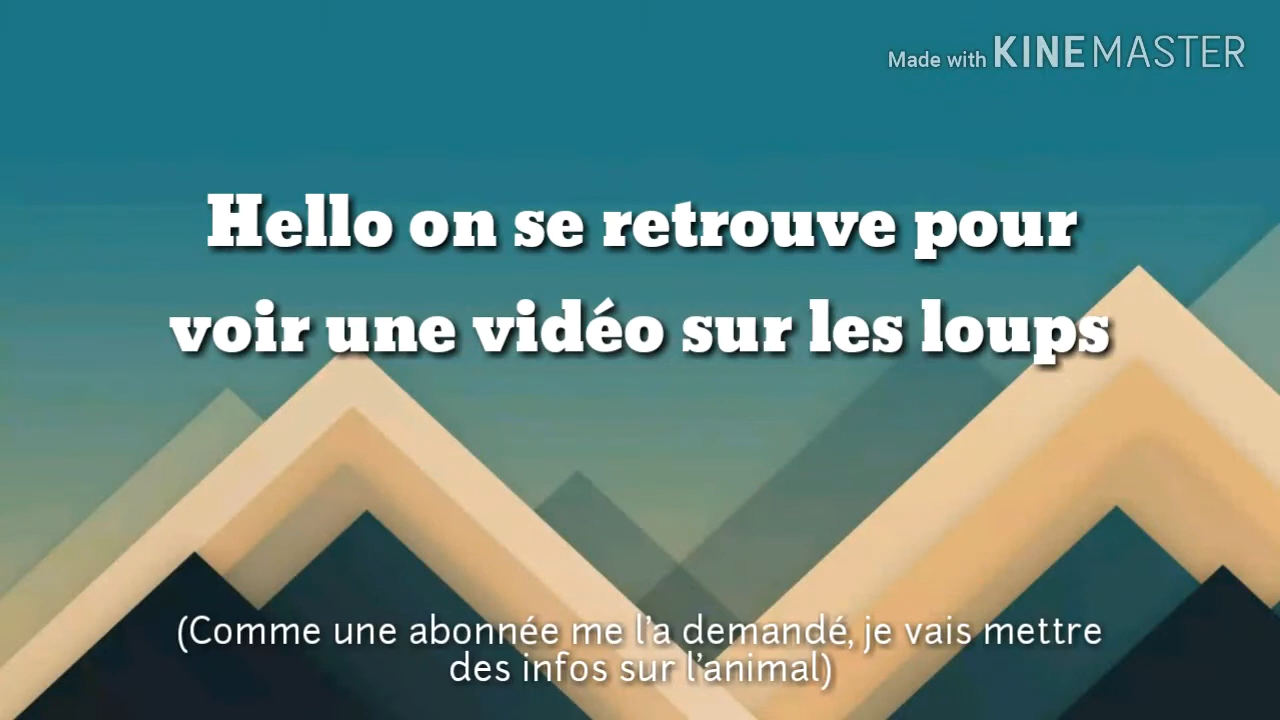 Made with KINEMASTER
Hello on se retrouve pour
voir une vidéo sur les loups
(Comme une abonnée me l'a demandé, je vais mettre
des infos sur l'animal)